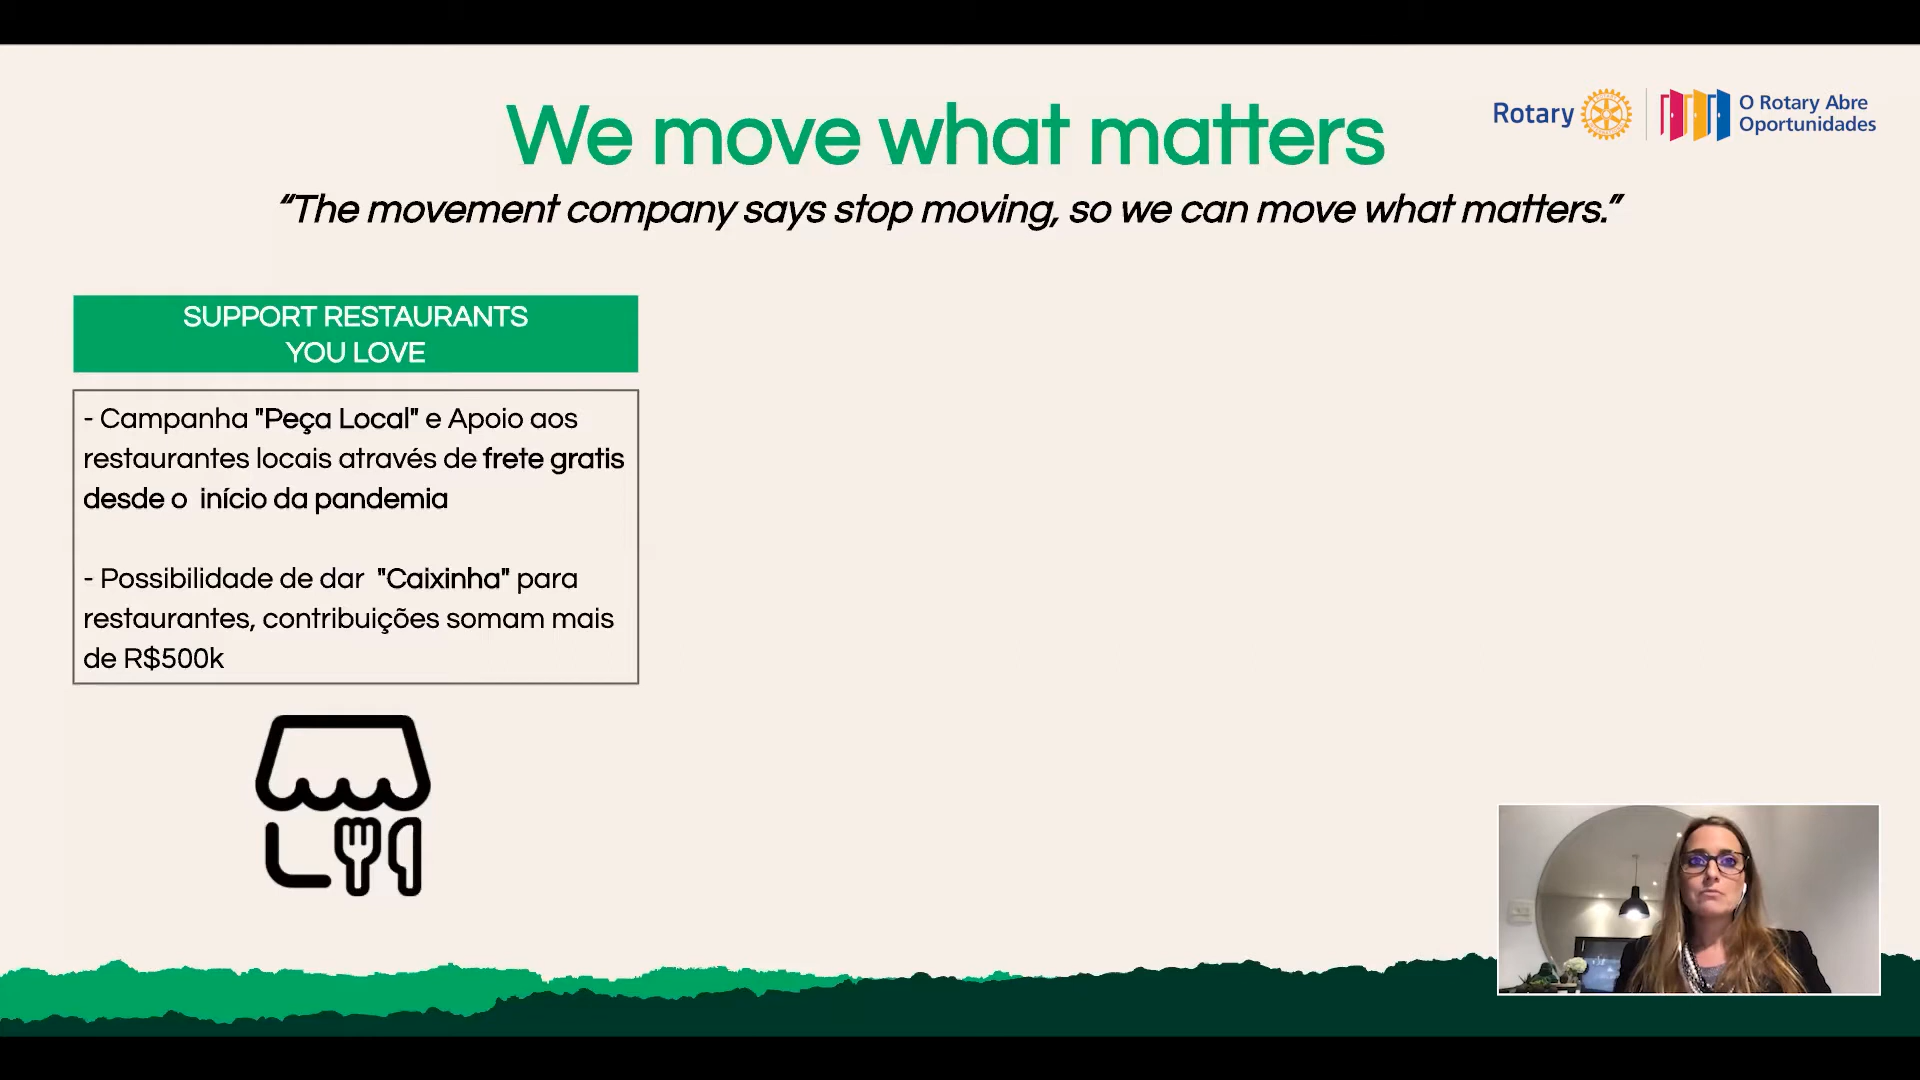 We move what matters
Rotary
O Rotary Abre
Oportunidades
“The movement company says stop moving, so we can move what matters.”
SUPPORT RESTAURANTS
YOU LOVE
- Campanha "Peça Local" e Apoio aos
restaurantes locais através de frete gratis
desde o  início da pandemia
- Possibilidade de dar  "Caixinha" para
restaurantes, contribuições somam mais
de R$500k